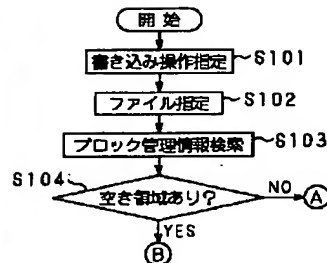 開 始
書き込み操作指定 S101
ファイル指定 S102
ブロック管理情報検索 S103
S104
空き領域あり? NO A
YES
B